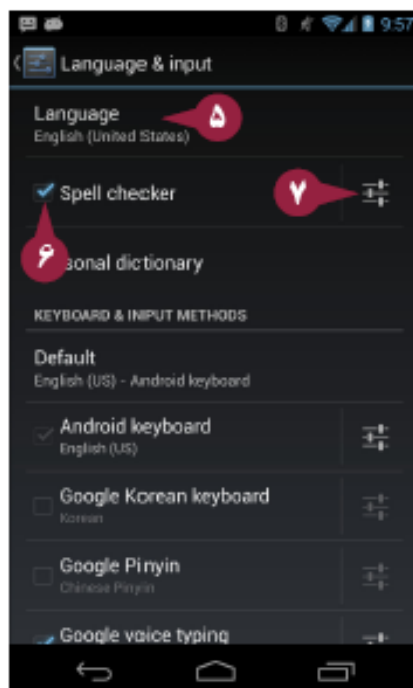 9:57
Language & input
Language ۵
English (United States)
Spell checker ۷
۶ sonal dictionary
KEYBOARD & INPUT METHODS
Default
English (US) - Android keyboard
Android keyboard
English (US)
Google Korean keyboard
Korean
Google Pinyin
Chinese Pinyin
Google voice typing